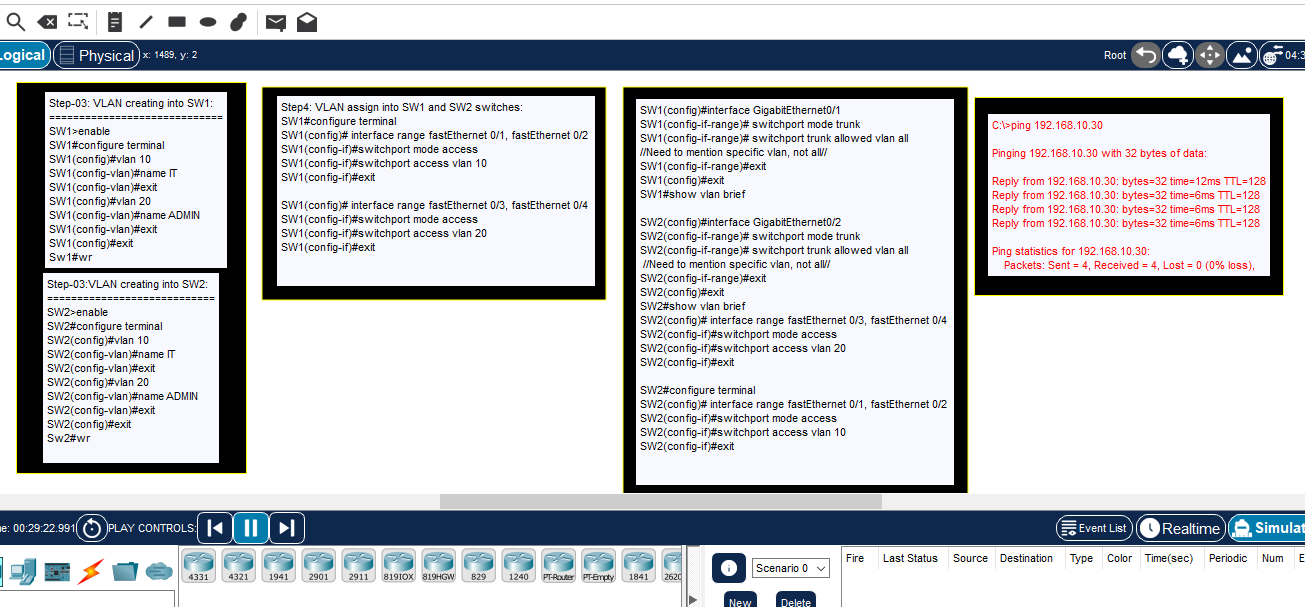 Logical
Physical
x: 1489, y: 2
Root
Step-03: VLAN creating into SW1:
=============================
SW1>enable
SW1#configure terminal
SW1(config)#vlan 10
SW1(config-vlan)#name IT
SW1(config-vlan)#exit
SW1(config)#vlan 20
SW1(config-vlan)#name ADMIN
SW1(config-vlan)#exit
SW1(config)#exit
Sw1#wr
Step-03:VLAN creating into SW2:
============================
SW2>enable
SW2#configure terminal
SW2(config)#vlan 10
SW2(config-vlan)#name IT
SW2(config-vlan)#exit
SW2(config)#vlan 20
SW2(config-vlan)#name ADMIN
SW2(config-vlan)#exit
SW2(config)#exit
Sw2#wr
Step4: VLAN assign into SW1 and SW2 switches:
SW1#configure terminal
SW1(config)# interface range fastEthernet 0/1, fastEthernet 0/2
SW1(config-if)#switchport mode access
SW1(config-if)#switchport access vlan 10
SW1(config-if)#exit
SW1(config)# interface range fastEthernet 0/3, fastEthernet 0/4
SW1(config-if)#switchport mode access
SW1(config-if)#switchport access vlan 20
SW1(config-if)#exit
SW1(config)#interface GigabitEthernet0/1
SW1(config-if-range)# switchport mode trunk
SW1(config-if-range)# switchport trunk allowed vlan all
//Need to mention specific vlan, not all//
SW1(config-if-range)#exit
SW1(config)#exit
SW1#show vlan brief
SW2(config)#interface GigabitEthernet0/2
SW2(config-if-range)# switchport mode trunk
SW2(config-if-range)# switchport trunk allowed vlan all
//Need to mention specific vlan, not all//
SW2(config-if-range)#exit
SW2(config)#exit
SW2#show vlan brief
SW2(config)# interface range fastEthernet 0/3, fastEthernet 0/4
SW2(config-if)#switchport mode access
SW2(config-if)#switchport access vlan 20
SW2(config-if)#exit
SW2#configure terminal
SW2(config)# interface range fastEthernet 0/1, fastEthernet 0/2
SW2(config-if)#switchport mode access
SW2(config-if)#switchport access vlan 10
SW2(config-if)#exit
C:\>ping 192.168.10.30
Pinging 192.168.10.30 with 32 bytes of data:
Reply from 192.168.10.30: bytes=32 time=12ms TTL=128
Reply from 192.168.10.30: bytes=32 time=6ms TTL=128
Reply from 192.168.10.30: bytes=32 time=6ms TTL=128
Reply from 192.168.10.30: bytes=32 time=6ms TTL=128
Ping statistics for 192.168.10.30:
Packets: Sent = 4, Received = 4, Lost = 0 (0% loss),
00:29:22.991
PLAY CONTROLS:
Event List
Realtime
4331 4321 1941 2901 2911 819IOX 819HGW 829 1240 PT-Router PT-Empty 1841
Scenario 0
New Delete
Fire Last Status Source Destination Type Color Time(sec) Periodic Num